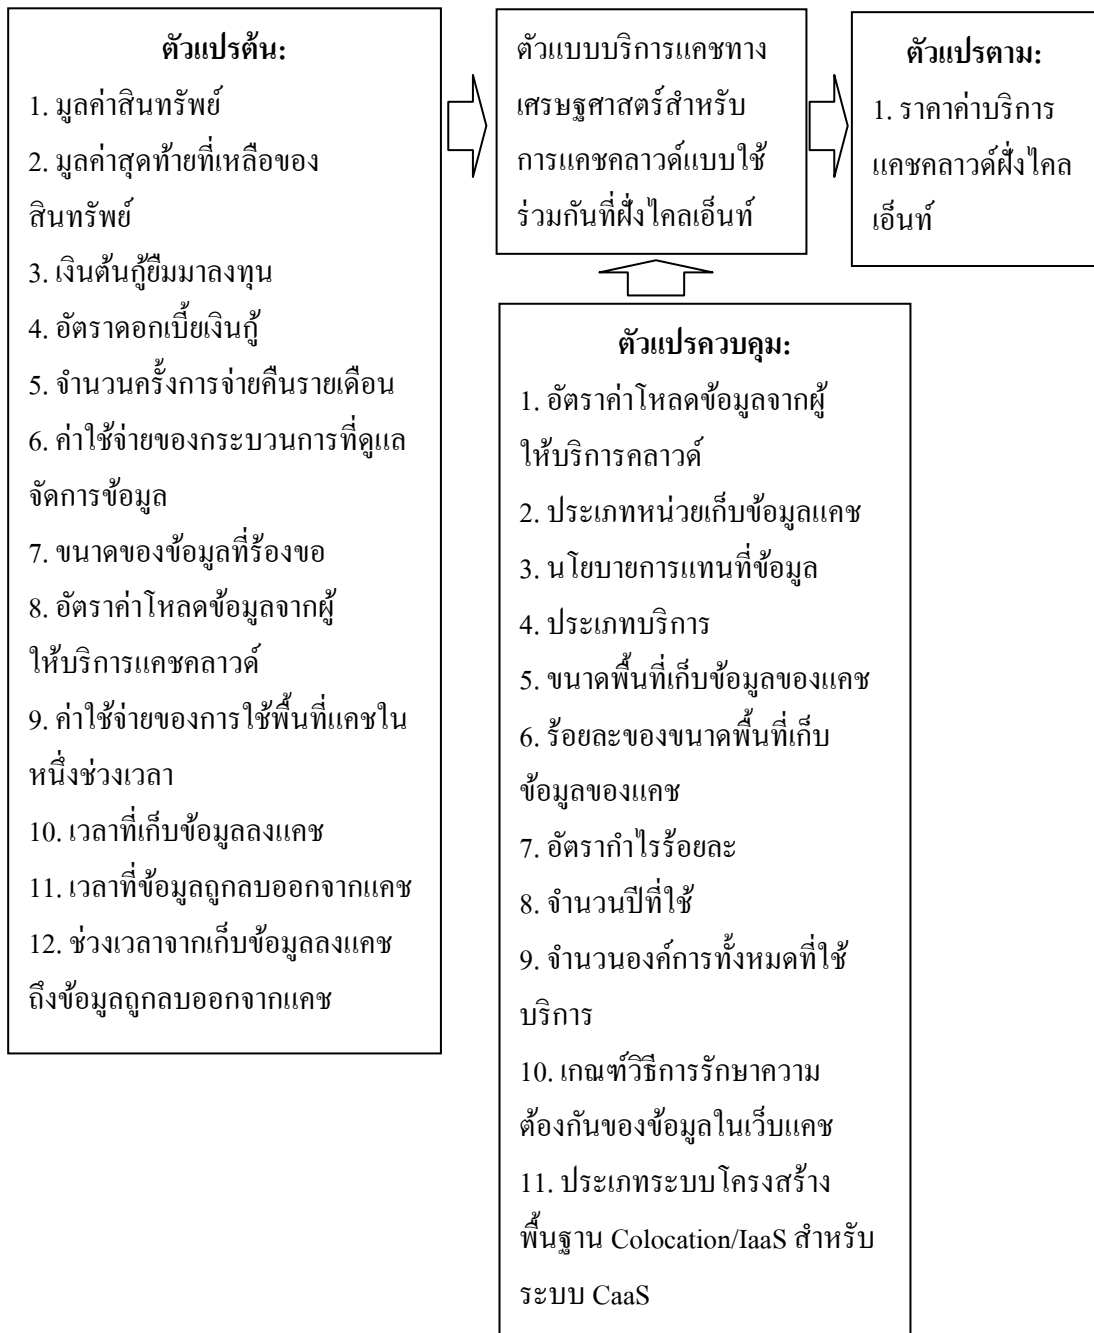 ตัวแปรต้น:
1. มูลค่าสินทรัพย์
2. มูลค่าสุดท้ายที่เหลือของ
สินทรัพย์
3. เงินต้นกู้ยืมมาลงทุน
4. อัตราดอกเบี้ยเงินกู้
5. จำนวนครั้งการจ่ายคืนรายเดือน
6. ค่าใช้จ่ายของกระบวนการที่ดูแล
จัดการข้อมูล
7. ขนาดของข้อมูลที่ร้องขอ
8. อัตราค่าโหลดข้อมูลจากผู้
ให้บริการแคชคลาวด์
9. ค่าใช้จ่ายของการใช้พื้นที่แคชใน
หนึ่งช่วงเวลา
10. เวลาที่เก็บข้อมูลลงแคช
11. เวลาที่ข้อมูลถูกลบออกจากแคช
12. ช่วงเวลาจากเก็บข้อมูลลงแคช
ถึงข้อมูลถูกลบออกจากแคช
ตัวแบบบริการแคชทาง
เศรษฐศาสตร์สำหรับ
การแคชคลาวด์แบบใช้
ร่วมกันที่ฝั่งไคลเอ็นท์
ตัวแปรตาม:
1. ราคาค่าบริการ
แคชคลาวด์ฝั่งไคล
เอ็นท์
ตัวแปรควบคุม:
1. อัตราค่าโหลดข้อมูลจากผู้
ให้บริการคลาวด์
2. ประเภทหน่วยเก็บข้อมูลแคช
3. นโยบายการแทนที่ข้อมูล
4. ประเภทบริการ
5. ขนาดพื้นที่เก็บข้อมูลของแคช
6. ร้อยละของขนาดพื้นที่เก็บ
ข้อมูลของแคช
7. อัตรากำไรร้อยละ
8. จำนวนปีที่ใช้
9. จำนวนองค์การทั้งหมดที่ใช้
บริการ
10. เกณฑ์วิธีการรักษาความ
ต้องกันของข้อมูลในเว็บแคช
11. ประเภทระบบโครงสร้าง
พื้นฐาน Colocation/IaaS สำหรับ
ระบบ CaaS